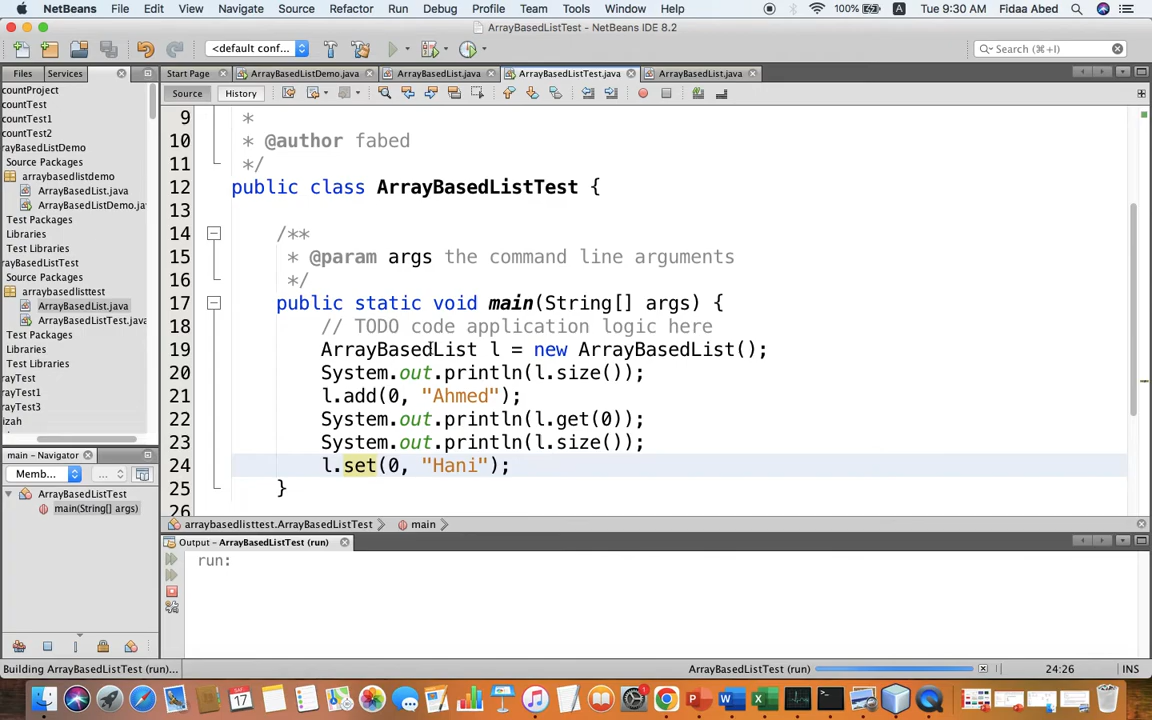 NetBeans File Edit View Navigate Source Refactor Run Debug Profile Team Tools Window Help 100% A Tue 9:30 AM Fidaa Abed
ArrayBasedListTest - NetBeans IDE 8.2
<default conf... Search (⌘+I)
Files Services Start Page ArrayBasedListDemo.java ArrayBasedList.java ArrayBasedListTest.java ArrayBasedList.java
Source History
countProject
countTest
countTest1
countTest2
rayBasedListDemo
Source Packages
arraybasedlistdemo
ArrayBasedList.java
ArrayBasedListDemo.ja
Test Packages
Libraries
Test Libraries
rayBasedListTest
Source Packages
arraybasedlisttest
ArrayBasedList.java
ArrayBasedListTest.java
Test Packages
Libraries
Test Libraries
rayTest
rayTest1
rayTest3
izah
9 *
10 * @author fabed
11 */
12 public class ArrayBasedListTest {
13
14 /**
15 * @param args the command line arguments
16 */
17 public static void main(String[] args) {
18 // TODO code application logic here
19 ArrayBasedList l = new ArrayBasedList();
20 System.out.println(l.size());
21 l.add(0, "Ahmed");
22 System.out.println(l.get(0));
23 System.out.println(l.size());
24 l.set(0, "Hani");
25 }
26
main - Navigator
Memb... ...
ArrayBasedListTest
main(String[] args)
arraybasedlisttest.ArrayBasedListTest main
Output - ArrayBasedListTest (run)
run:
Building ArrayBasedListTest (run)... ArrayBasedListTest (run) 24:26 INS